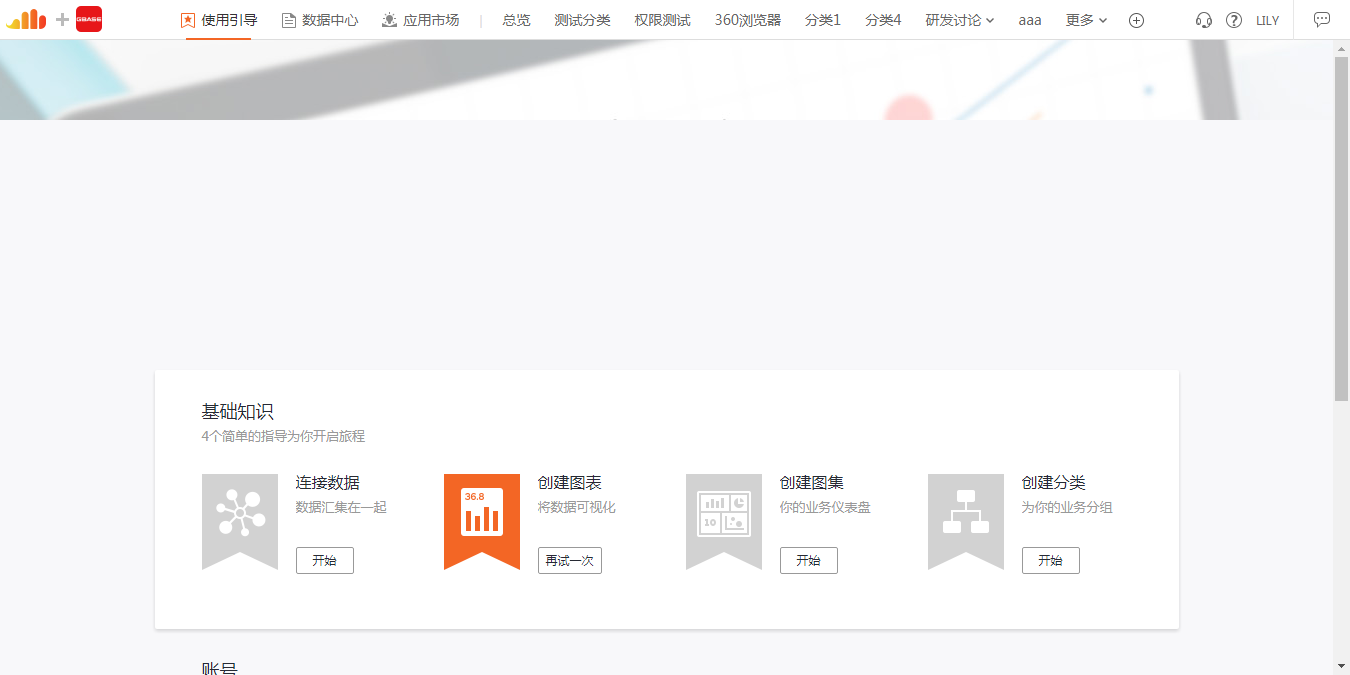 GBASE 使用引导 数据中心 应用市场 | 总览 测试分类 权限测试 360浏览器 分类1 分类4 研发讨论 aaa 更多 LILY
基础知识
4个简单的指导为你开启旅程
连接数据
数据汇集在一起
开始
36.8
创建图表
将数据可视化
再试一次
10
创建图集
你的业务仪表盘
开始
创建分类
为你的业务分组
开始
账号